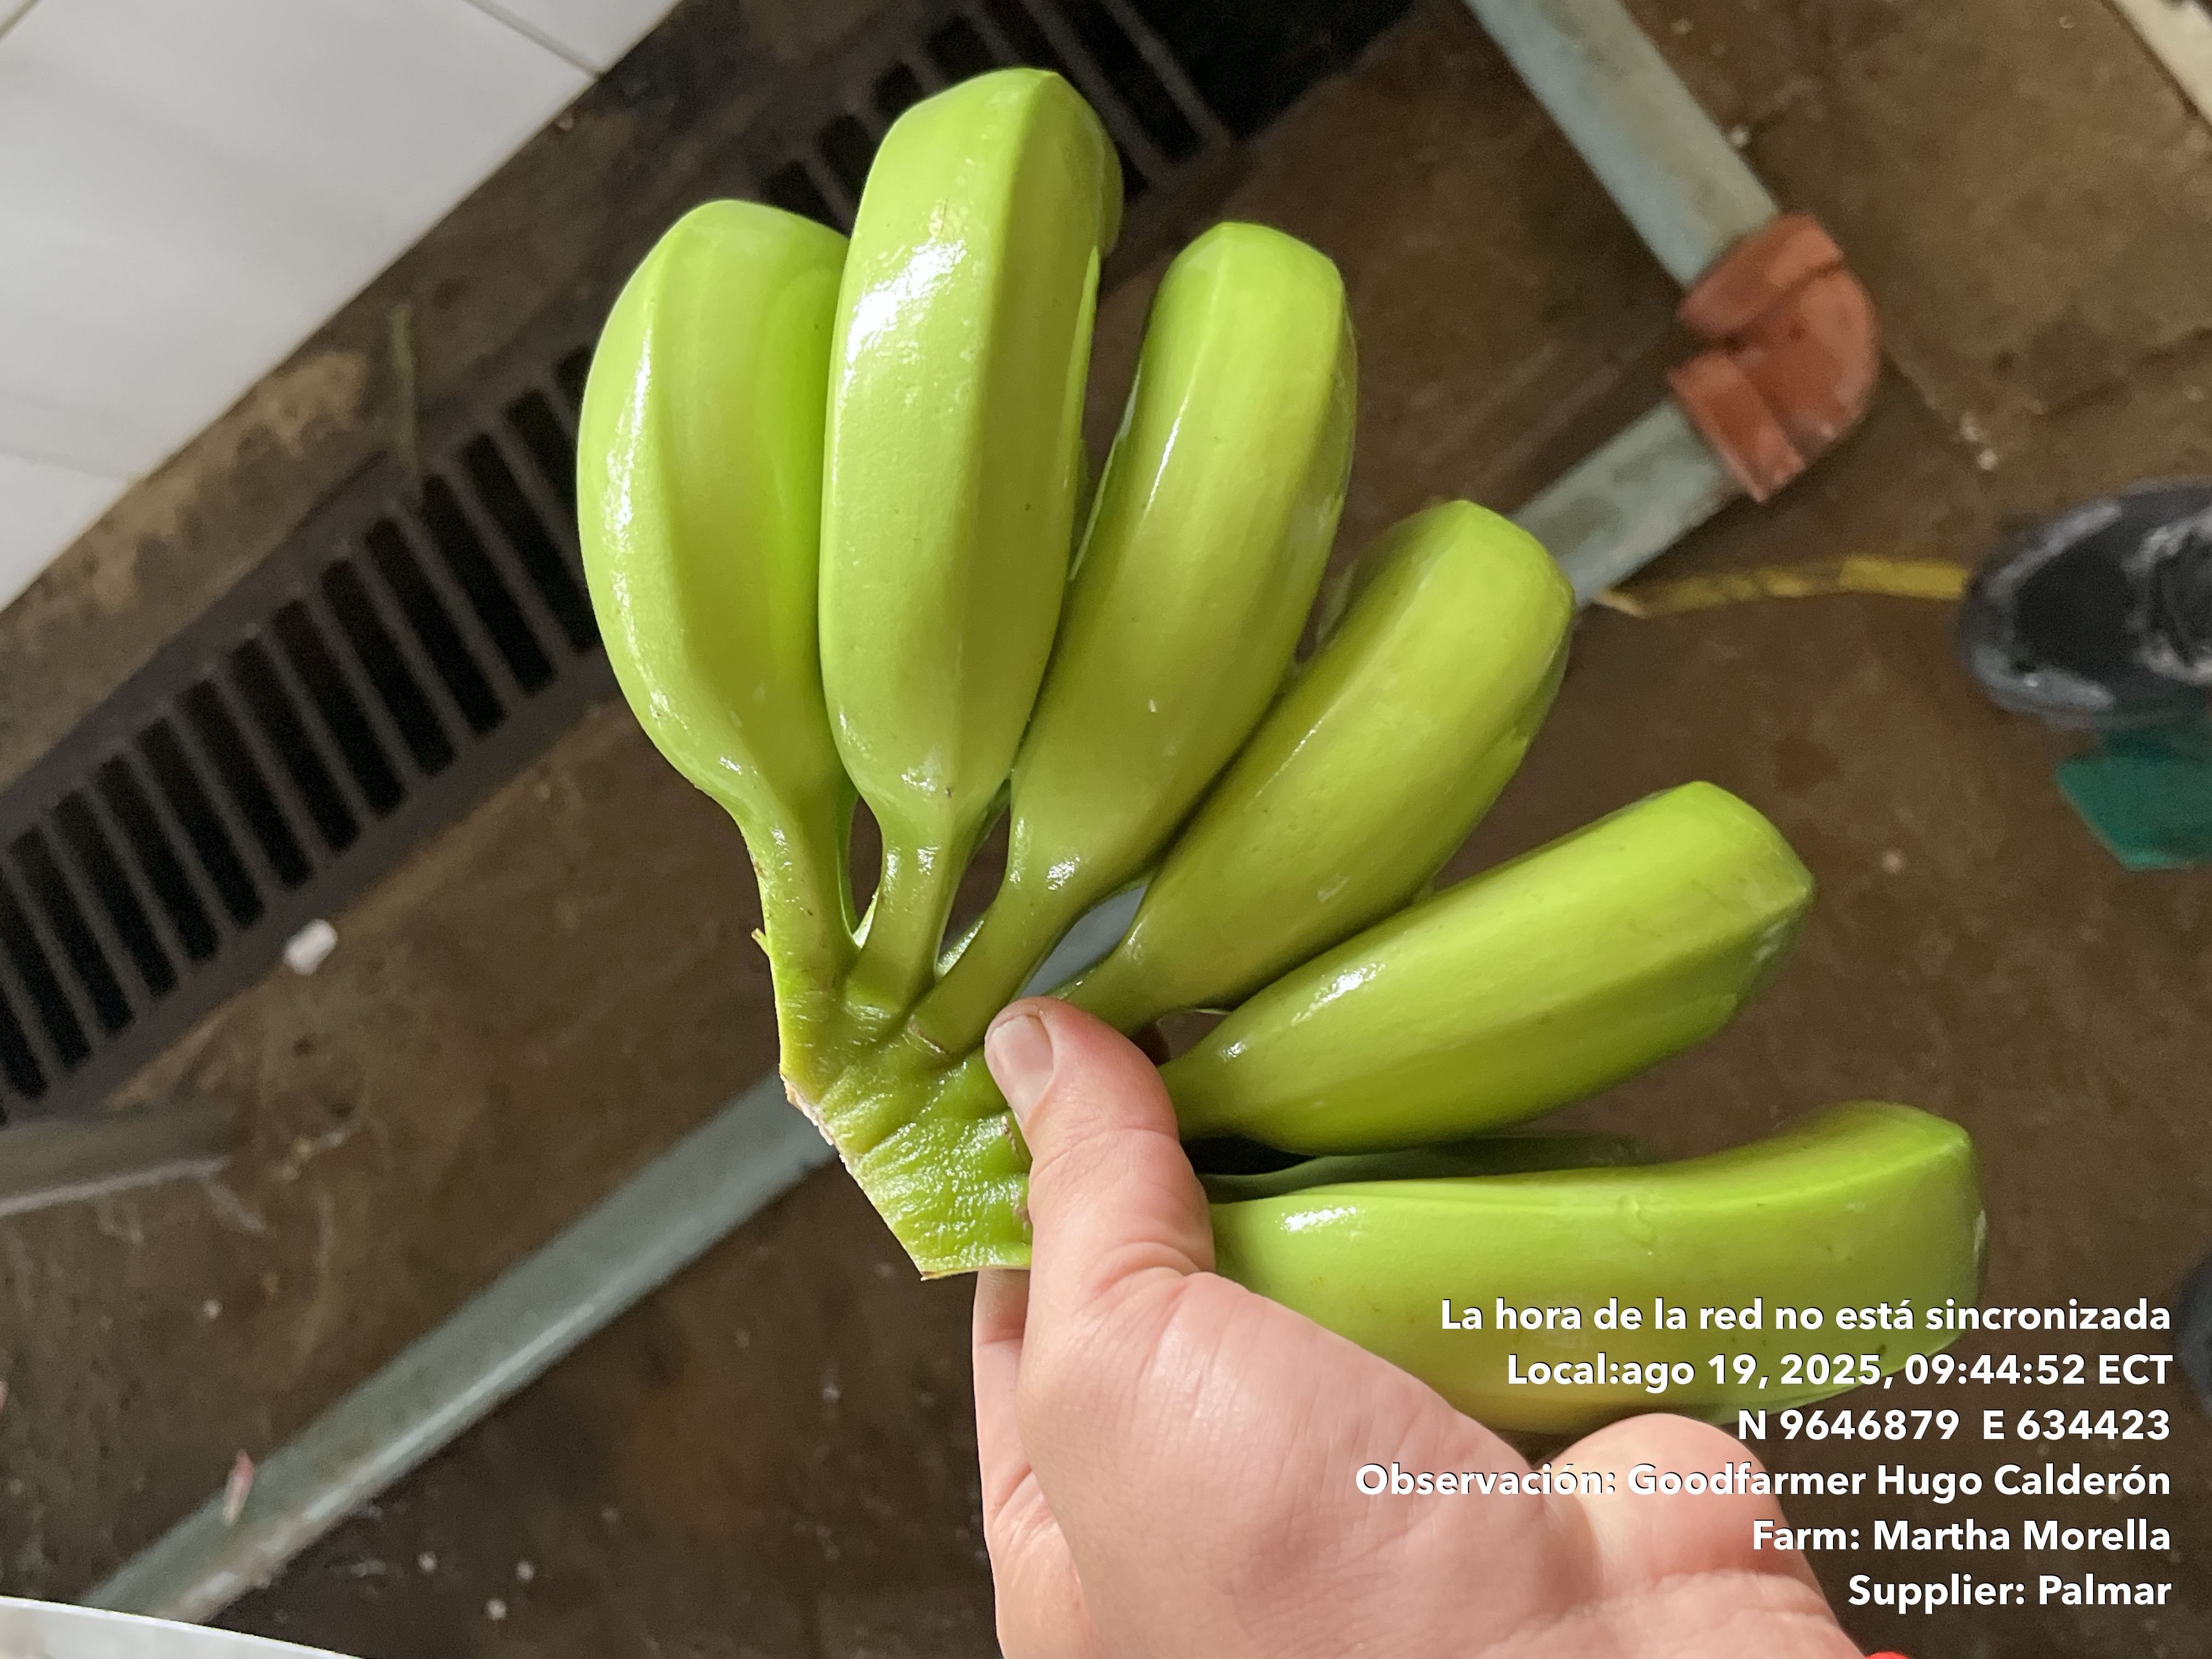 La hora de la red no está sincronizada
Local:ago 19, 2025, 09:44:52 ECT
N 9646879 E 634423
Observación: Goodfarmer Hugo Calderón
Farm: Martha Morella
Supplier: Palmar